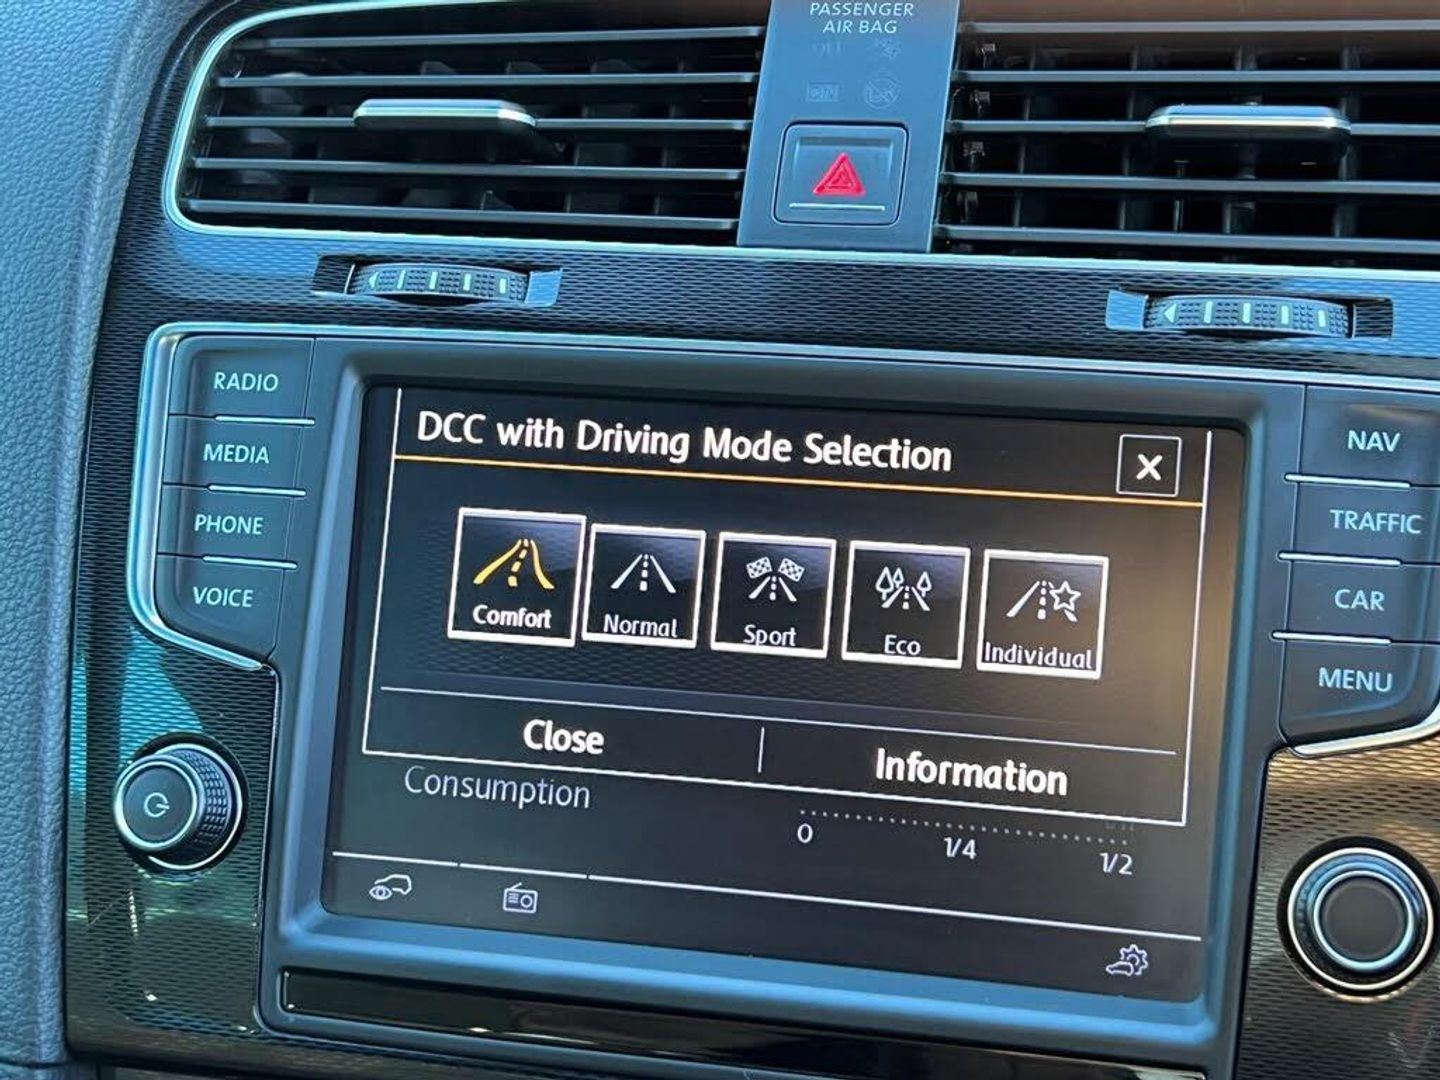 PASSENGER
AIR BAG
RADIO
MEDIA
PHONE
VOICE
DCC with Driving Mode Selection
Comfort
Normal
Sport
Eco
Individual
Close
Information
Consumption
0
1/4
1/2
NAV
TRAFFIC
CAR
MENU